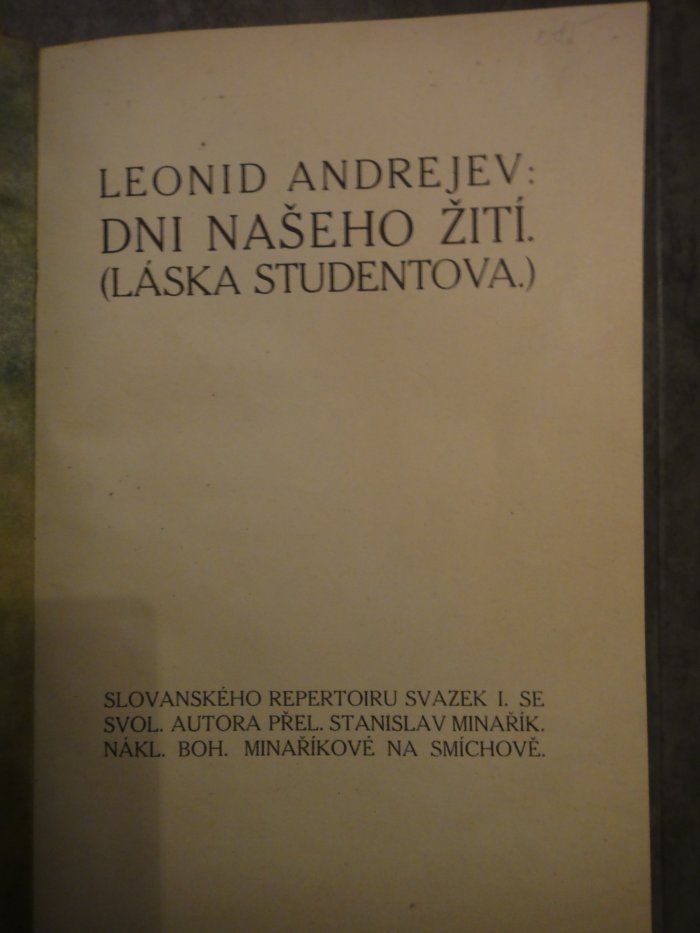 LEONID ANDREJEV:
DNI NAŠEHO ŽITÍ.
(LÁSKA STUDENTOVA.)
SLOVANSKÉHO REPERTOIRU SVAZEK I. SE
SVOL. AUTORA PŘEL. STANISLAV MINAŘÍK.
NÁKL. BOH. MINAŘÍKOVÉ NA SMÍCHOVĚ.